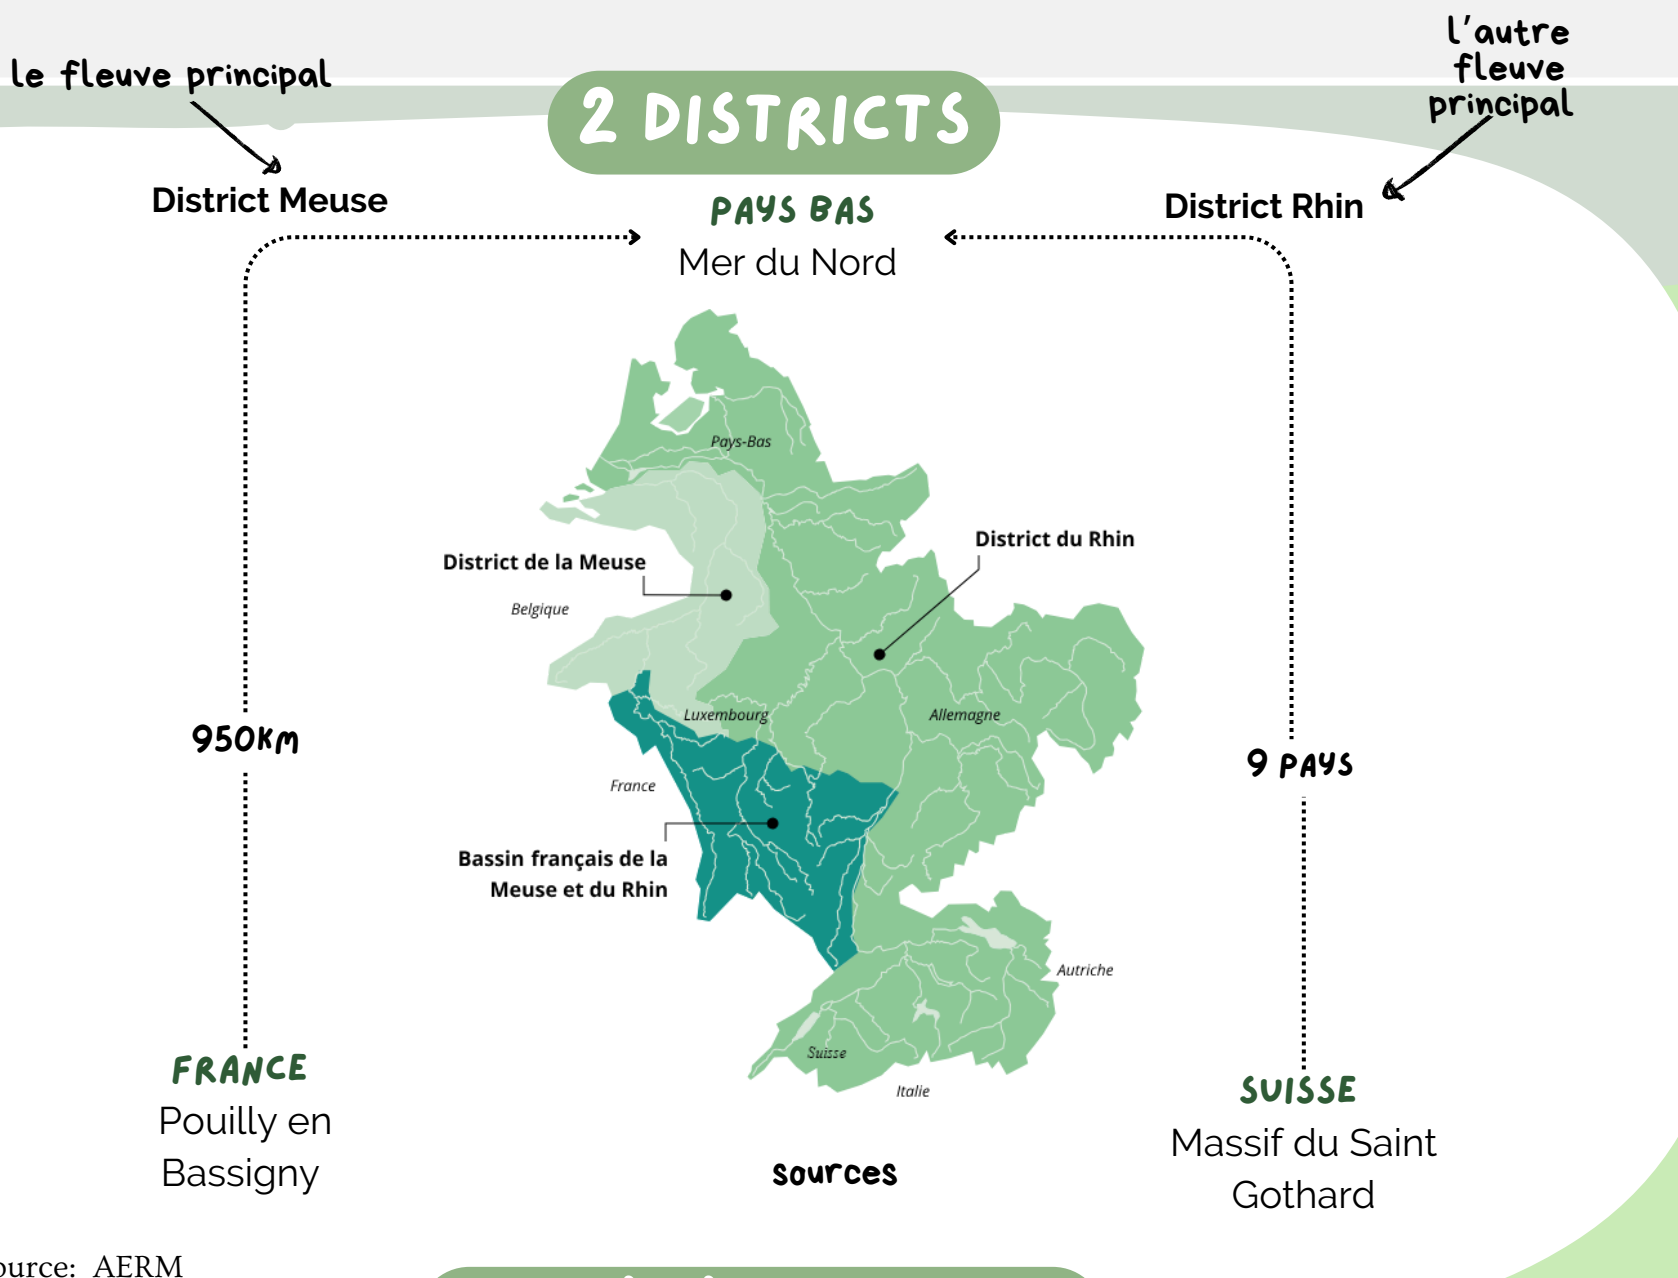 l'autre
fleuve
principal
le fleuve principal
2 DISTRICTS
District Meuse
PAYS BAS
District Rhin
Mer du Nord
Pays-Bas
District du Rhin
District de la Meuse
Belgique
Luxembourg
Allemagne
950KM
9 PAYS
France
Bassin français de la
Meuse et du Rhin
Autriche
Suisse
Italie
FRANCE
Pouilly en
Bassigny
SUISSE
Massif du Saint
Gothard
sources
ource: AERM